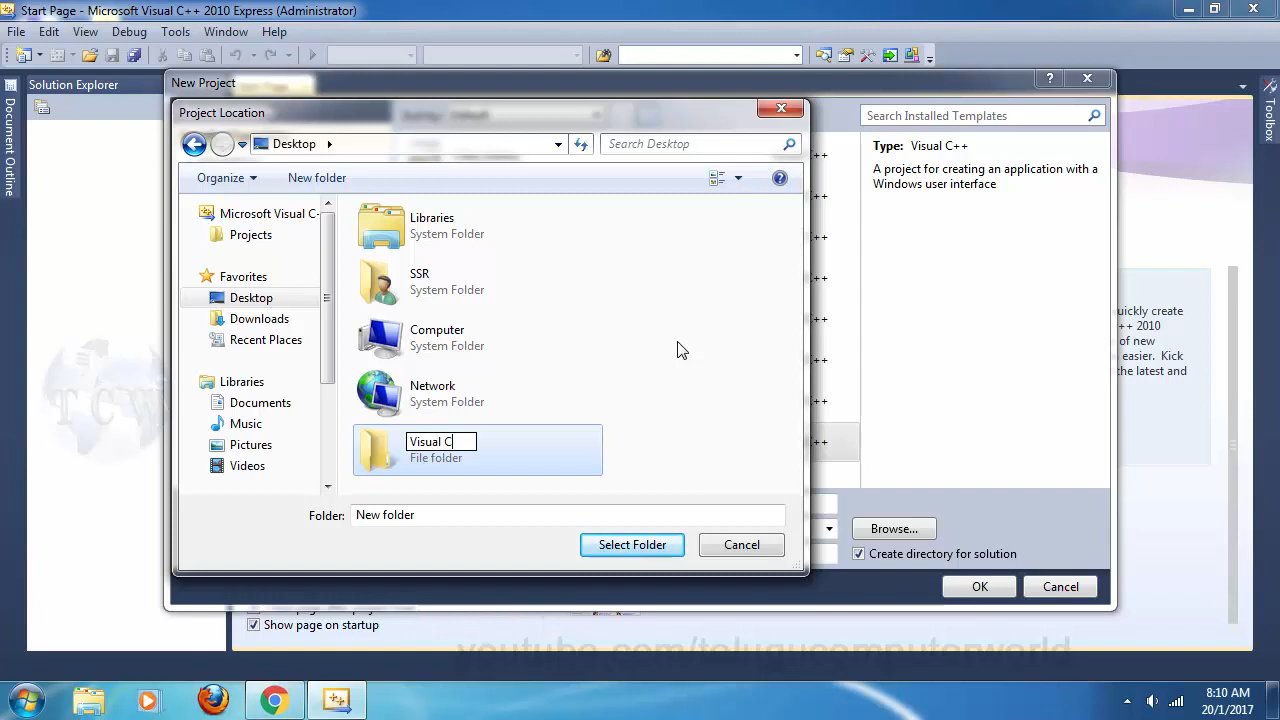 Start Page - Microsoft Visual C++ 2010 Express (Administrator)
File Edit View Debug Tools Window Help
Solution Explorer
Document Outline
Toolbox
New Project
Project Location
Search Installed Templates
Desktop
Search Desktop
Type: Visual C++
A project for creating an application with a
Windows user interface
Organize New folder
Microsoft Visual C-
Projects
Favorites
Desktop
Downloads
Recent Places
Libraries
Documents
Music
Pictures
Videos
Libraries
System Folder
SSR
System Folder
Computer
System Folder
Network
System Folder
Visual C
File folder
Folder: New folder
Select Folder Cancel
uickly create
++ 2010
of new
easier. Kick
the latest and
Browse...
Create directory for solution
OK Cancel
Show page on startup
TCW
youtube.com/telugucomputerworld
8:10 AM
20/1/2017